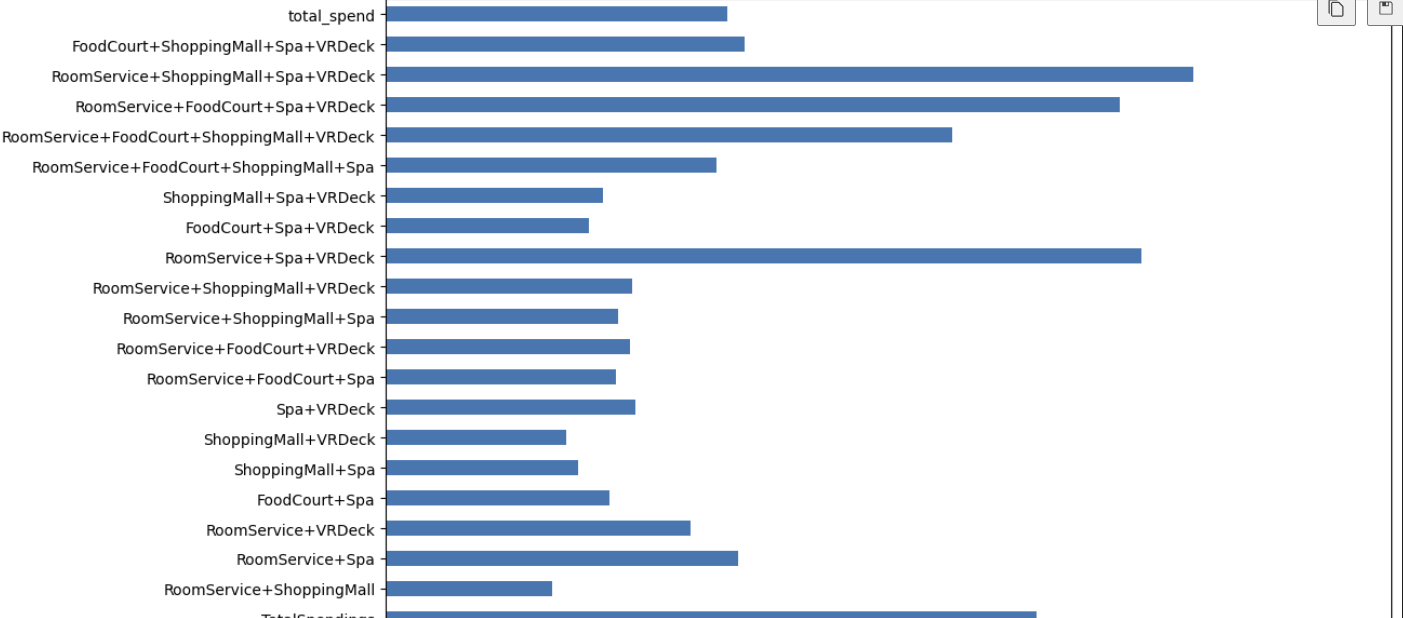 total_spend
FoodCourt+ShoppingMall+Spa+VRDeck
RoomService+ShoppingMall+Spa+VRDeck
RoomService+FoodCourt+Spa+VRDeck
RoomService+FoodCourt+ShoppingMall+VRDeck
RoomService+FoodCourt+ShoppingMall+Spa
ShoppingMall+Spa+VRDeck
FoodCourt+Spa+VRDeck
RoomService+Spa+VRDeck
RoomService+ShoppingMall+VRDeck
RoomService+ShoppingMall+Spa
RoomService+FoodCourt+VRDeck
RoomService+FoodCourt+Spa
Spa+VRDeck
ShoppingMall+VRDeck
ShoppingMall+Spa
FoodCourt+Spa
RoomService+VRDeck
RoomService+Spa
RoomService+ShoppingMall
TotalSpendings